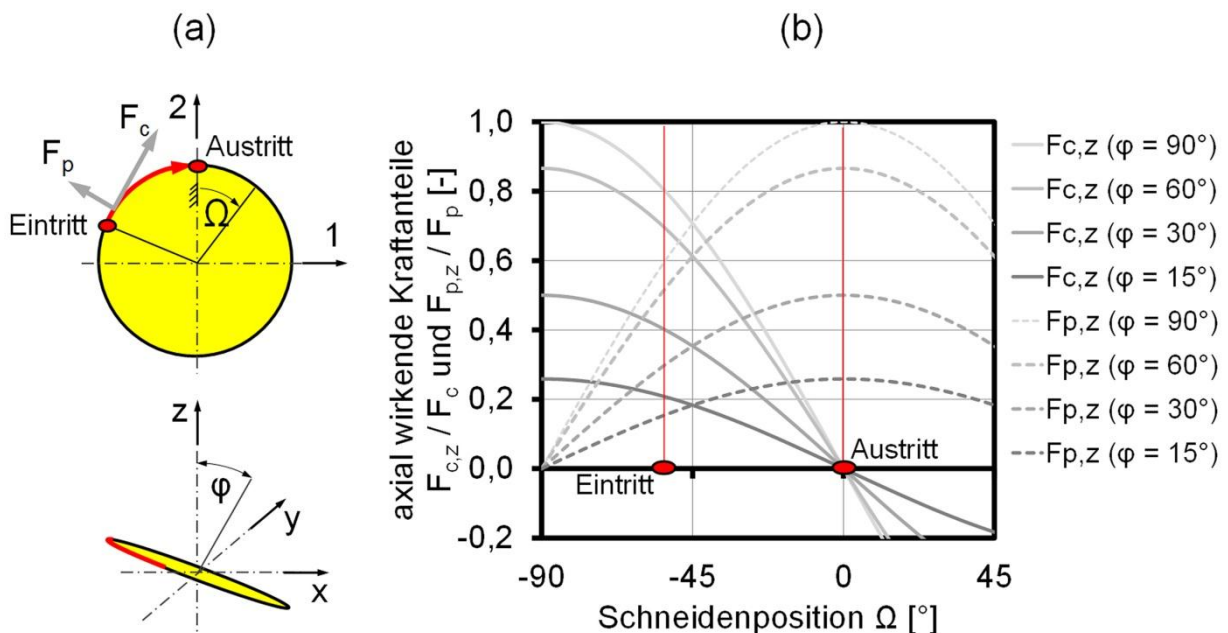 (a)
(b)
2
F_c
F_p
Austritt
Ω
Eintritt
1
z
φ
y
x
axial wirkende Kraftanteile
F_c,z / F_c und F_p,z / F_p [-]
1,0
0,8
0,6
0,4
0,2
0,0
-0,2
Eintritt
Austritt
-90
-45
0
45
Schneidenposition Ω [°]
Fc,z (φ = 90°)
Fc,z (φ = 60°)
Fc,z (φ = 30°)
Fc,z (φ = 15°)
Fp,z (φ = 90°)
Fp,z (φ = 60°)
Fp,z (φ = 30°)
Fp,z (φ = 15°)